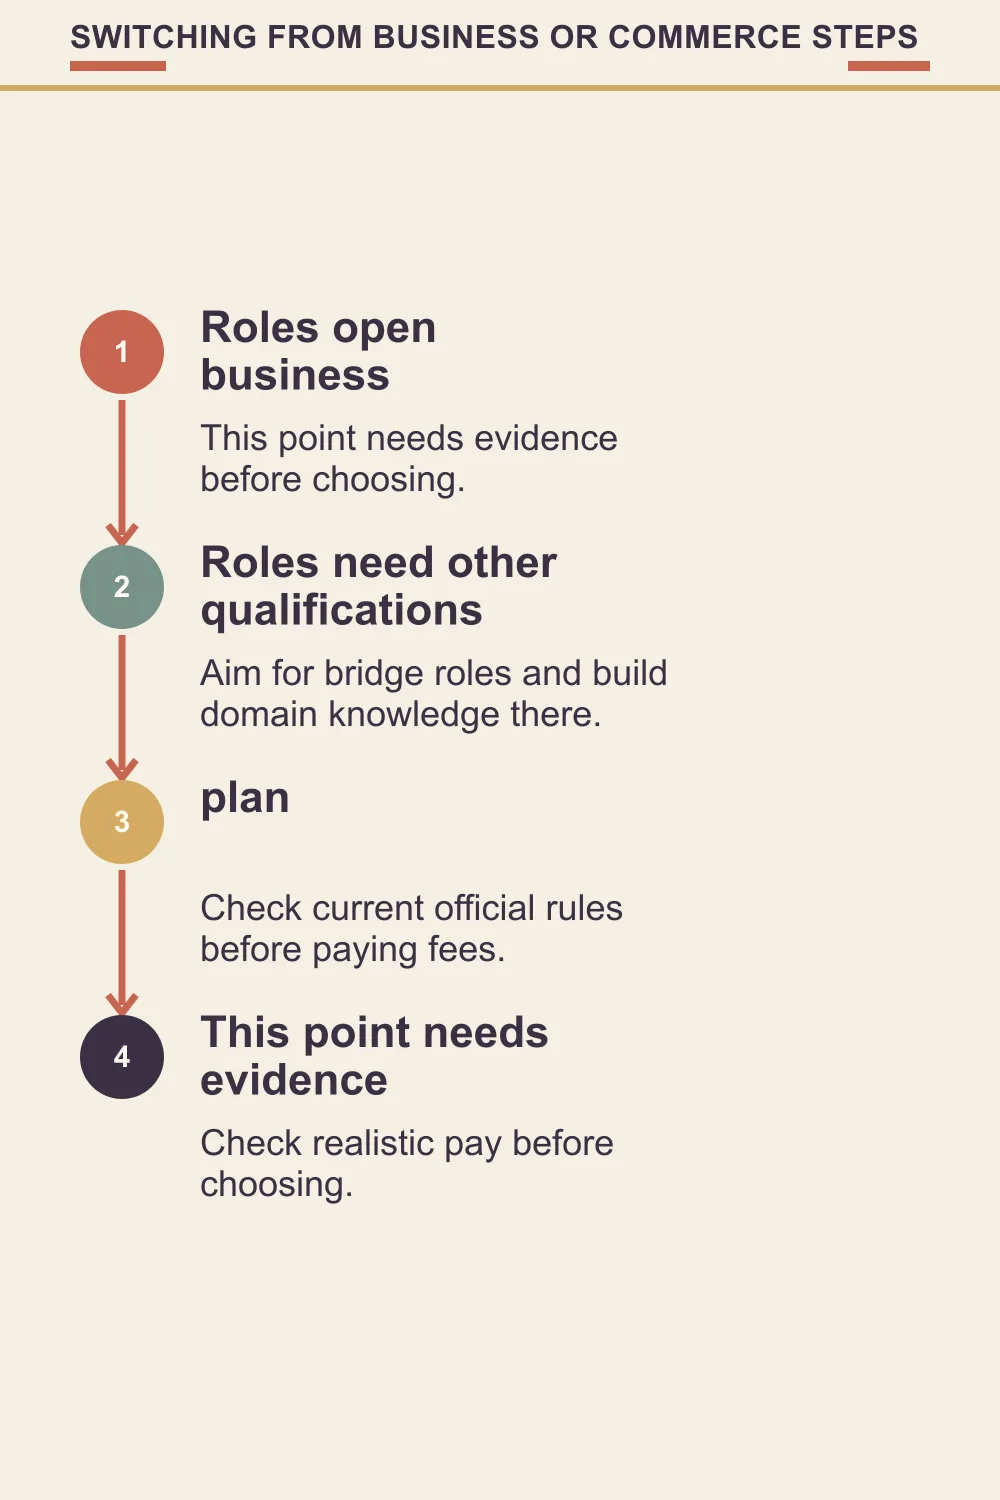 SWITCHING FROM BUSINESS OR COMMERCE STEPS
1
Roles open
business
This point needs evidence
before choosing.
2
Roles need other
qualifications
Aim for bridge roles and build
domain knowledge there.
3
plan
Check current official rules
before paying fees.
4
This point needs
evidence
Check realistic pay before
choosing.